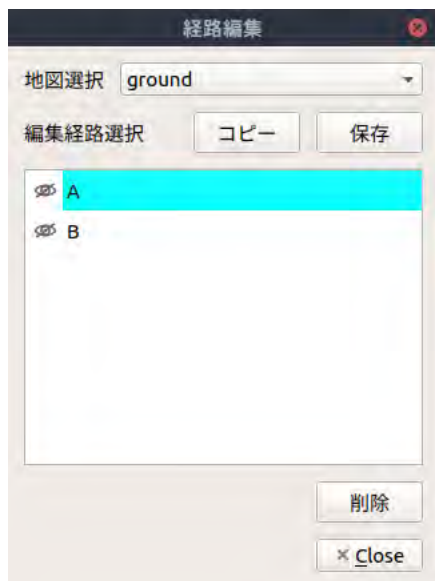 経路編集
地図選択 ground
編集経路選択 コピー 保存
A
B
削除
Close